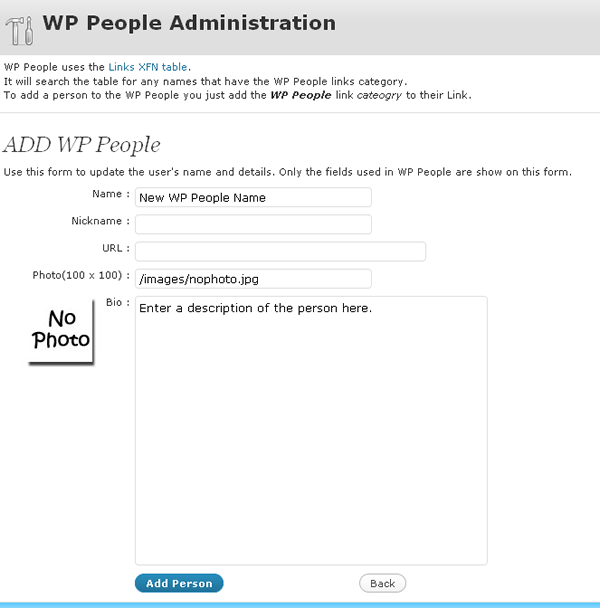 WP People Administration
WP People uses the Links XFN table.
It will search the table for any names that have the WP People links category.
To add a person to the WP People you just add the WP People link cateogry to their Link.
ADD WP People
Use this form to update the user's name and details. Only the fields used in WP People are show on this form.
Name : New WP People Name
Nickname :
URL :
Photo(100 x 100) : /images/nophoto.jpg
Bio : Enter a description of the person here.
No
Photo
Add Person Back